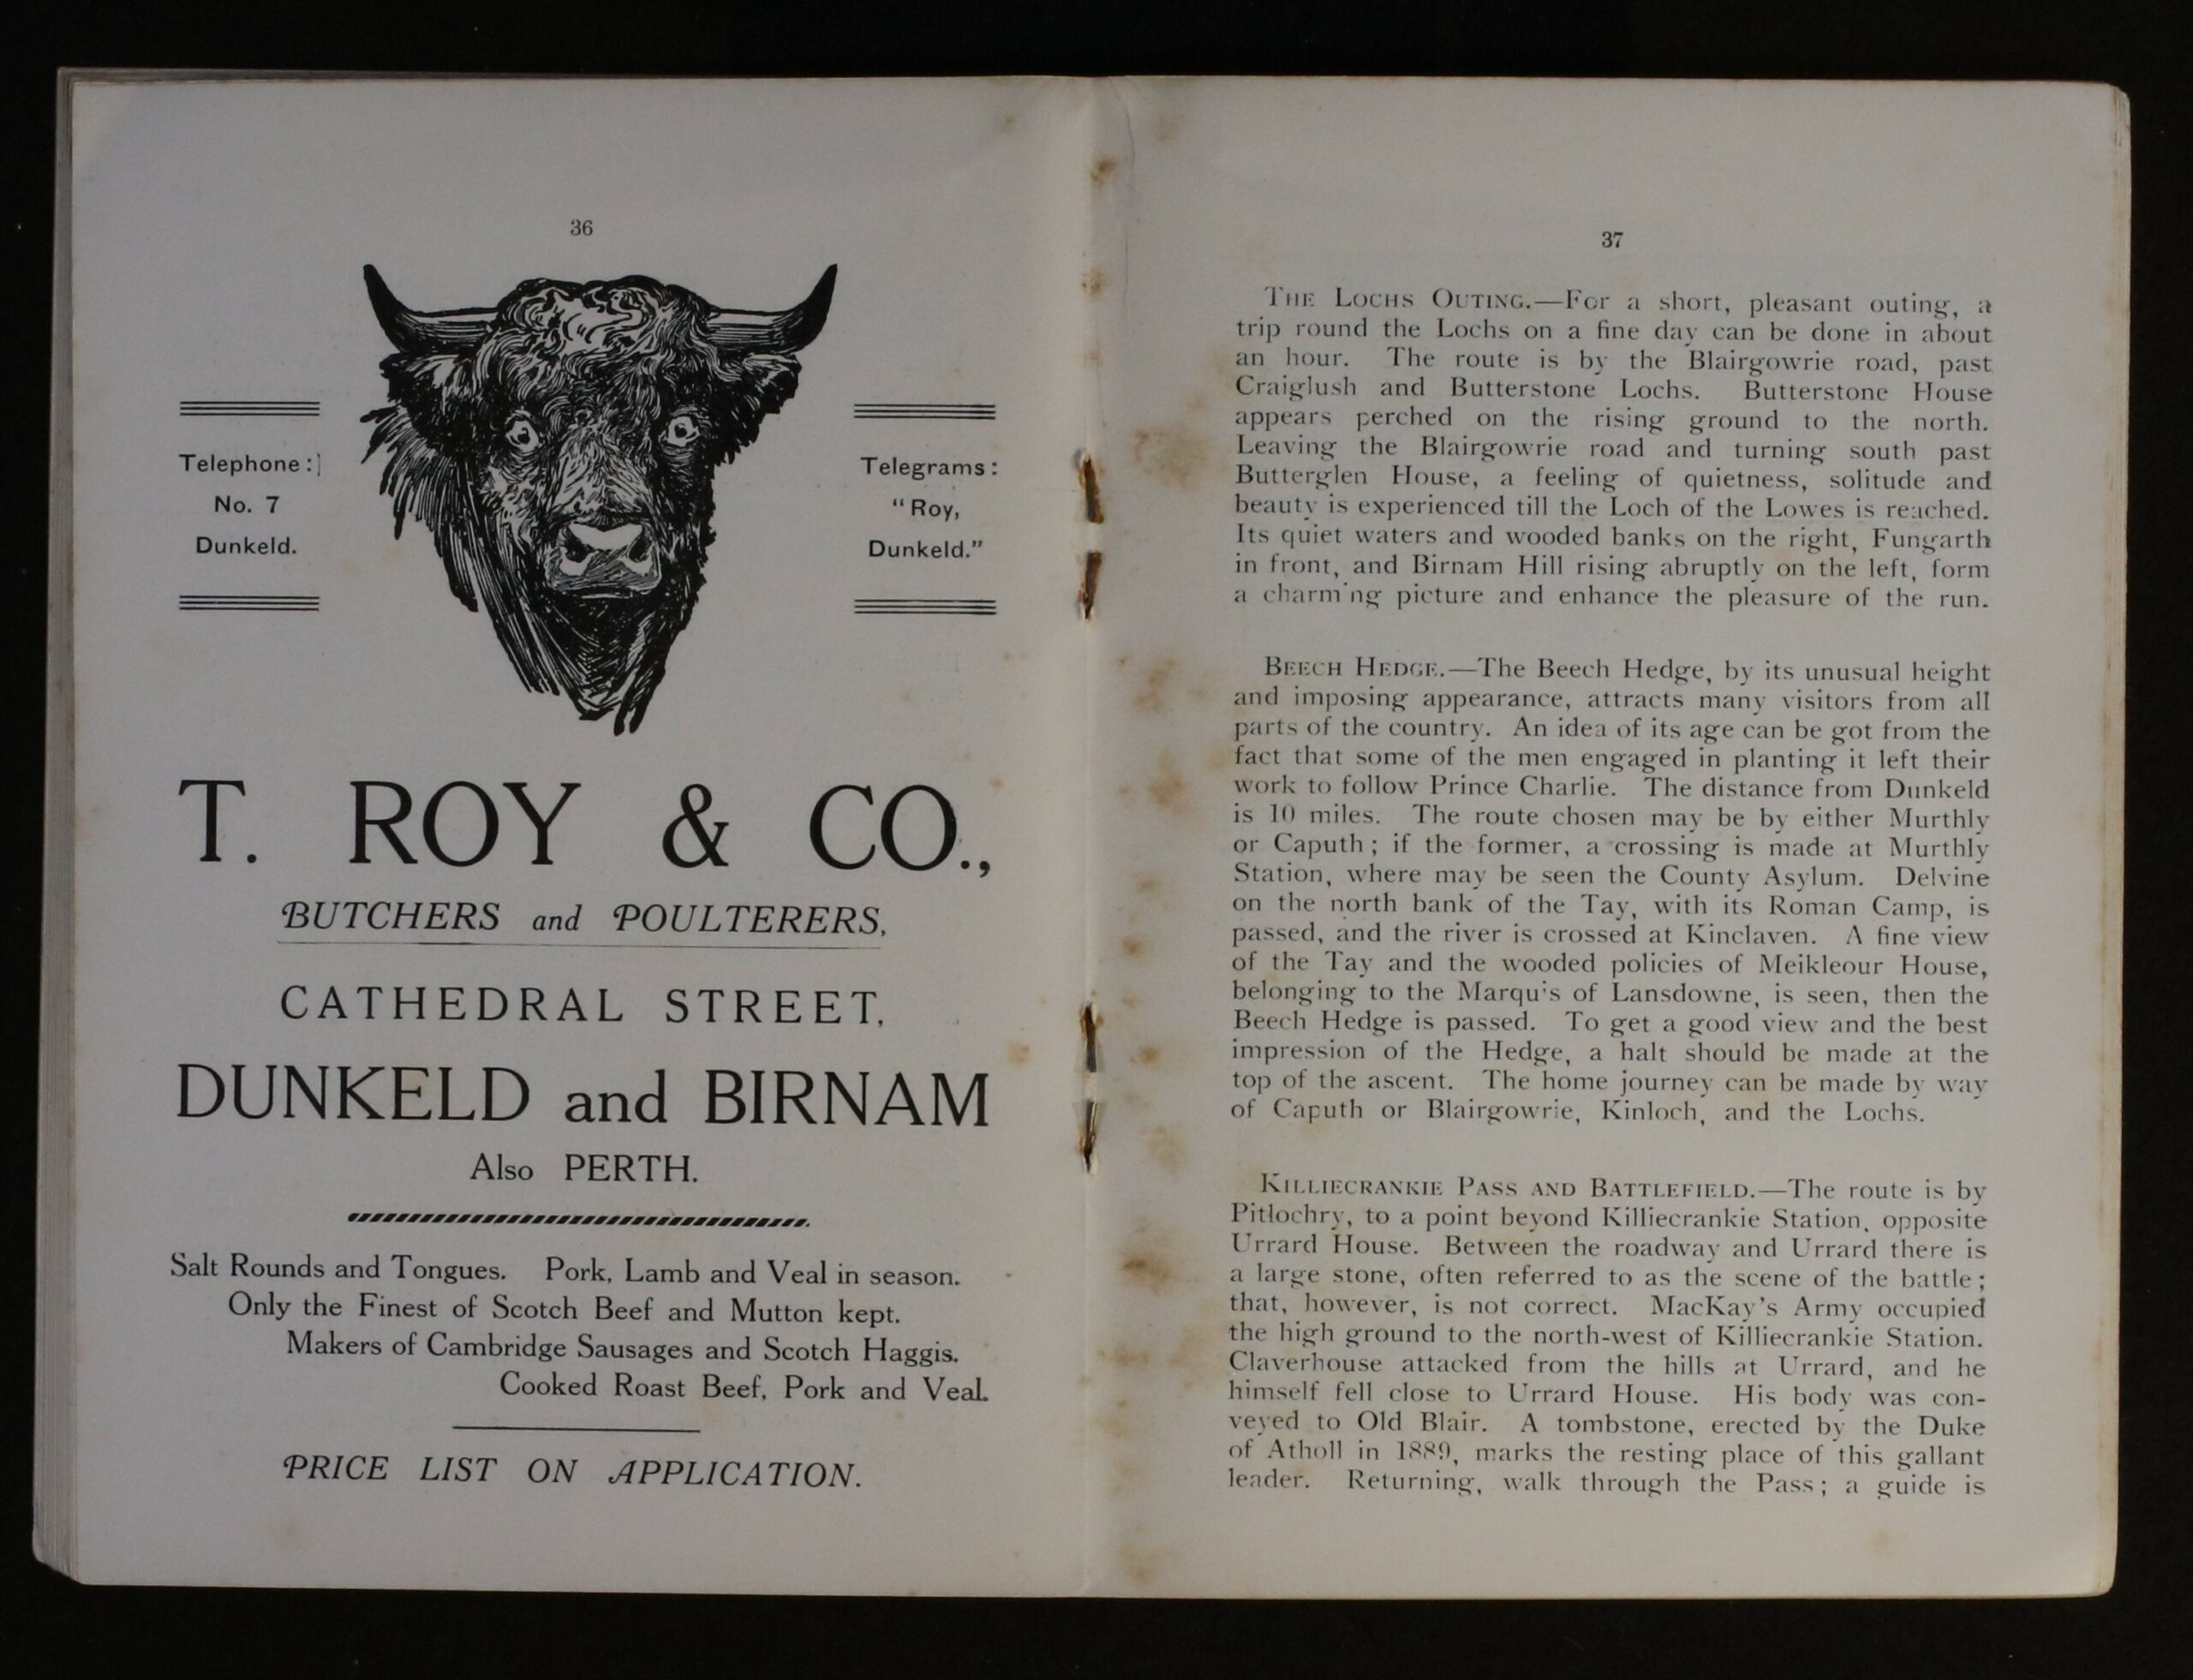 36
Telephone :
No. 7
Dunkeld.
Telegrams :
“Roy,
Dunkeld.”
T. ROY & CO.,
BUTCHERS and POULTERERS,
CATHEDRAL STREET,
DUNKELD and BIRNAM
Also PERTH.
Salt Rounds and Tongues. Pork, Lamb and Veal in season.
Only the Finest of Scotch Beef and Mutton kept.
Makers of Cambridge Sausages and Scotch Haggis.
Cooked Roast Beef, Pork and Veal.
PRICE LIST ON APPLICATION.
37
THE LOCHS OUTING.—For a short, pleasant outing, a
trip round the Lochs on a fine day can be done in about
an hour. The route is by the Blairgowrie road, past
Craiglush and Butterstone Lochs. Butterstone House
appears perched on the rising ground to the north.
Leaving the Blairgowrie road and turning south past
Butterglen House, a feeling of quietness, solitude and
beauty is experienced till the Loch of the Lowes is reached.
Its quiet waters and wooded banks on the right, Fungarth
in front, and Birnam Hill rising abruptly on the left, form
a charming picture and enhance the pleasure of the run.
BEECH HEDGE.—The Beech Hedge, by its unusual height
and imposing appearance, attracts many visitors from all
parts of the country. An idea of its age can be got from the
fact that some of the men engaged in planting it left their
work to follow Prince Charlie. The distance from Dunkeld
is 10 miles. The route chosen may be by either Murthly
or Caputh ; if the former, a crossing is made at Murthly
Station, where may be seen the County Asylum. Delvine
on the north bank of the Tay, with its Roman Camp, is
passed, and the river is crossed at Kinclaven. A fine view
of the Tay and the wooded policies of Meikleour House,
belonging to the Marquis of Lansdowne, is seen, then the
Beech Hedge is passed. To get a good view and the best
impression of the Hedge, a halt should be made at the
top of the ascent. The home journey can be made by way
of Caputh or Blairgowrie, Kinloch, and the Lochs.
KILLIECRANKIE PASS AND BATTLEFIELD.—The route is by
Pitlochry, to a point beyond Killiecrankie Station, opposite
Urrard House. Between the roadway and Urrard there is
a large stone, often referred to as the scene of the battle ;
that, however, is not correct. MacKay's Army occupied
the high ground to the north-west of Killiecrankie Station.
Claverhouse attacked from the hills at Urrard, and he
himself fell close to Urrard House. His body was con-
veyed to Old Blair. A tombstone, erected by the Duke
of Atholl in 1889, marks the resting place of this gallant
leader. Returning, walk through the Pass ; a guide is